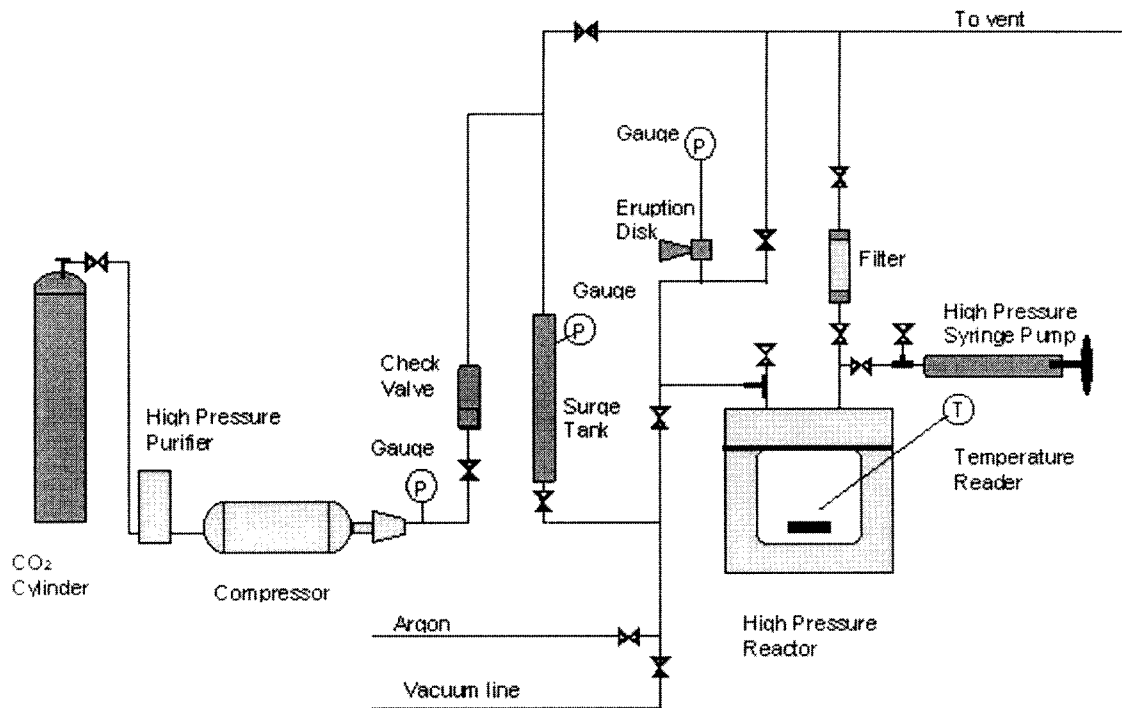 To vent
Gauge
P
Eruption
Disk
Filter
Gauge
P
High Pressure
Syringe Pump
Check
Valve
High Pressure
Purifier
Surge
Tank
T
Gauge
P
Temperature
Reader
CO₂
Cylinder
Compressor
Argon
High Pressure
Reactor
Vacuum line